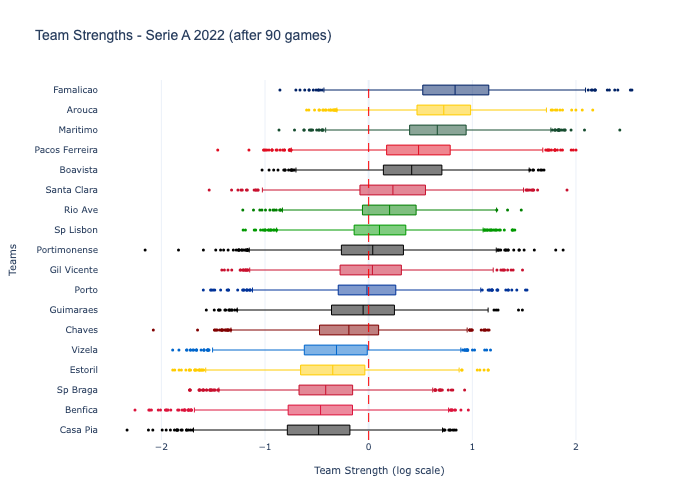 Team Strengths - Serie A 2022 (after 90 games)
Famalicao
Arouca
Maritimo
Pacos Ferreira
Boavista
Santa Clara
Rio Ave
Sp Lisbon
Portimonense
Gil Vicente
Porto
Guimaraes
Chaves
Vizela
Estoril
Sp Braga
Benfica
Casa Pia
Teams
−2 −1 0 1 2
Team Strength (log scale)